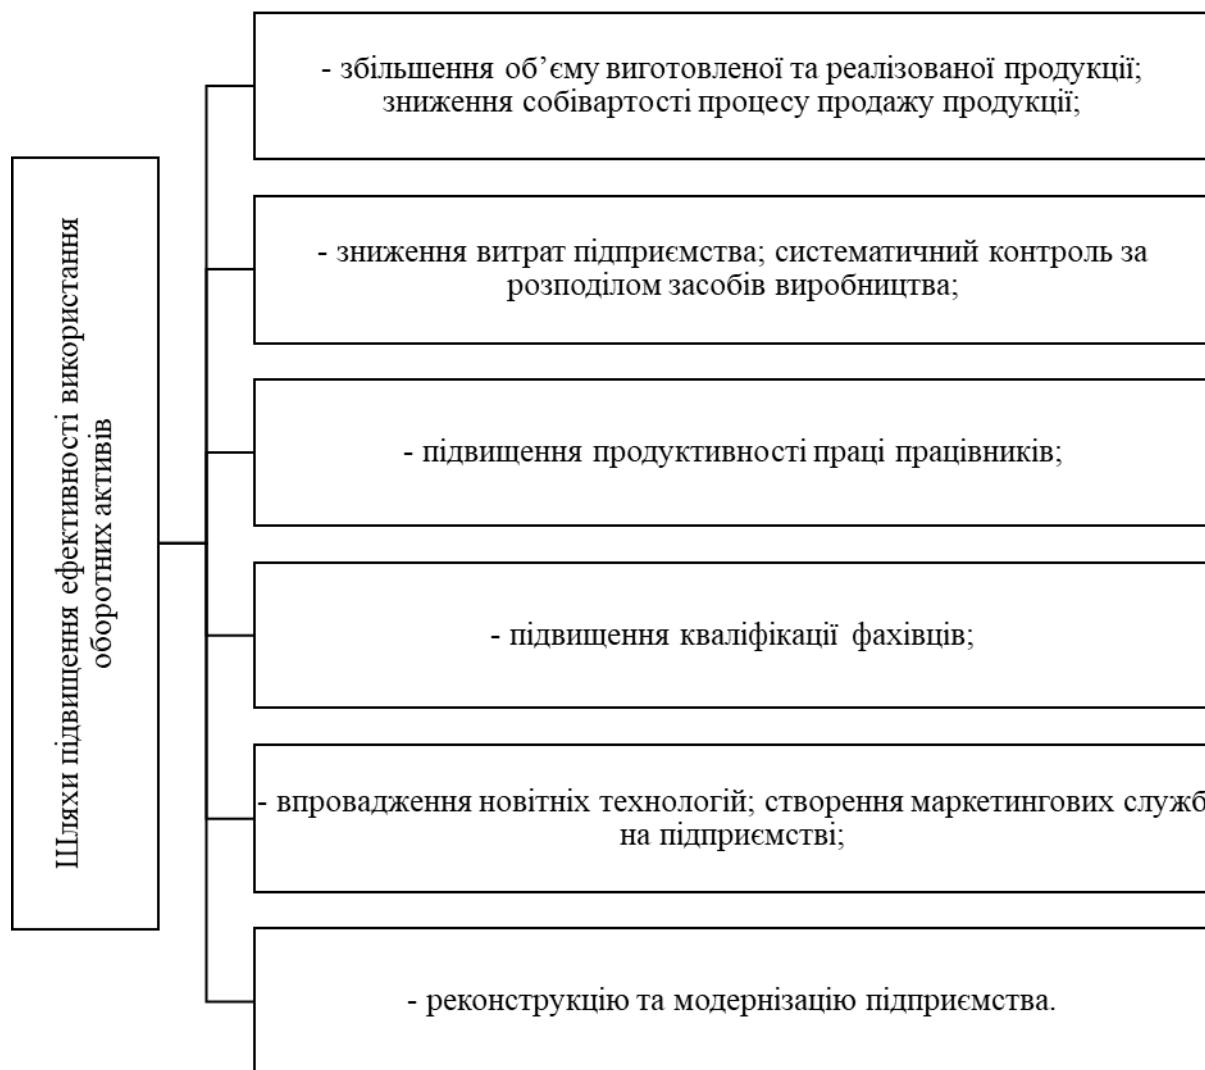 Шляхи підвищення ефективності використання
оборотних активів
- збільшення об’єму виготовленої та реалізованої продукції;
зниження собівартості процесу продажу продукції;
- зниження витрат підприємства; систематичний контроль за
розподілом засобів виробництва;
- підвищення продуктивності праці працівників;
- підвищення кваліфікації фахівців;
- впровадження новітніх технологій; створення маркетингових служб
на підприємстві;
- реконструкцію та модернізацію підприємства.